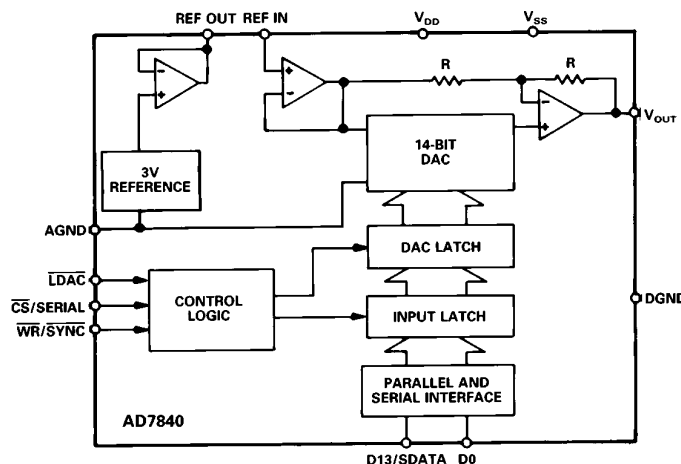 REF OUT REF IN
VDD
VSS
R
R
VOUT
14-BIT
DAC
3V
REFERENCE
AGND
DAC LATCH
LDAC
CS/SERIAL
WR/SYNC
CONTROL
LOGIC
INPUT LATCH
DGND
PARALLEL AND
SERIAL INTERFACE
AD7840
D13/SDATA D0